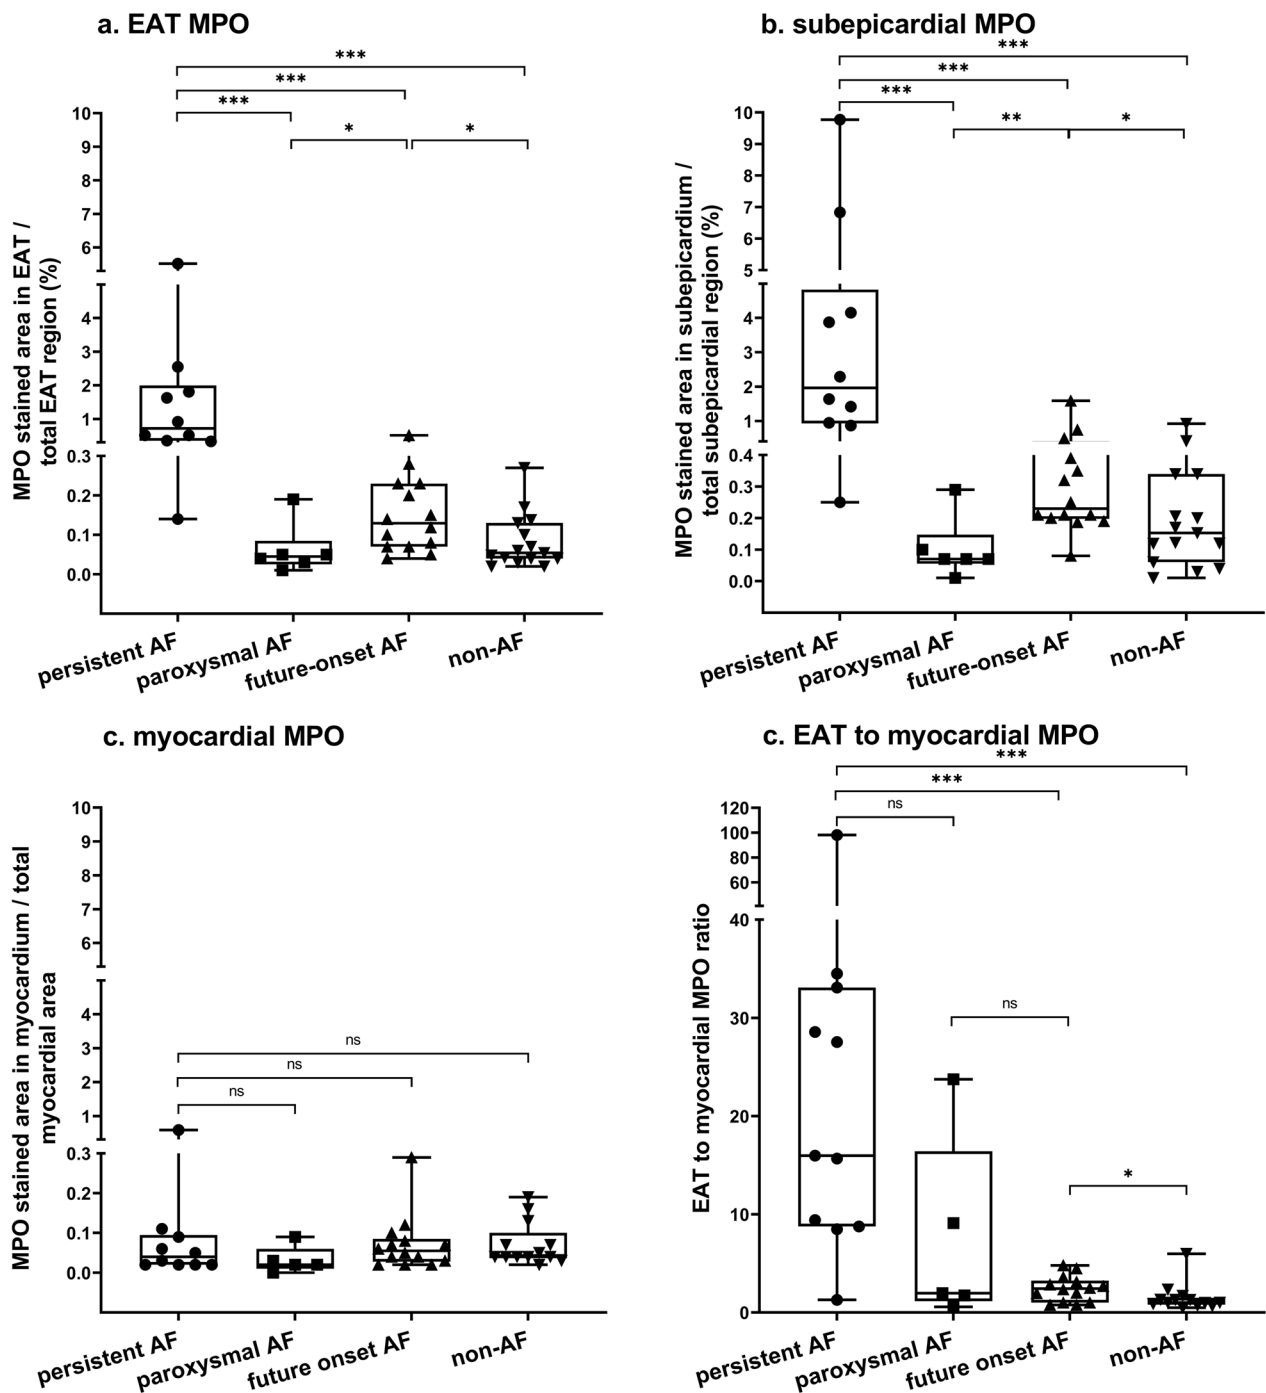 a. EAT MPO
***
***
***
*
*
10
9
8
7
6
4
3
2
1
0.3
0.2
0.1
0.0
MPO stained area in EAT /
total EAT region (%)
persistent AF
paroxysmal AF
future-onset AF
non-AF
b. subepicardial MPO
***
***
***
**
*
10
9
8
7
6
5
4
3
2
1
0.4
0.3
0.2
0.1
0.0
MPO stained area in subepicardium /
total subepicardial region (%)
persistent AF
paroxysmal AF
future-onset AF
non-AF
c. myocardial MPO
10
9
8
7
6
4
3
2
1
0.3
0.2
0.1
0.0
ns
ns
ns
MPO stained area in myocardium / total
myocardial area
persistent AF
paroxysmal AF
future onset AF
non-AF
c. EAT to myocardial MPO
***
***
ns
ns
*
120
100
80
60
40
30
20
10
0
EAT to myocardial MPO ratio
persistent AF
paroxysmal AF
future onset AF
non-AF